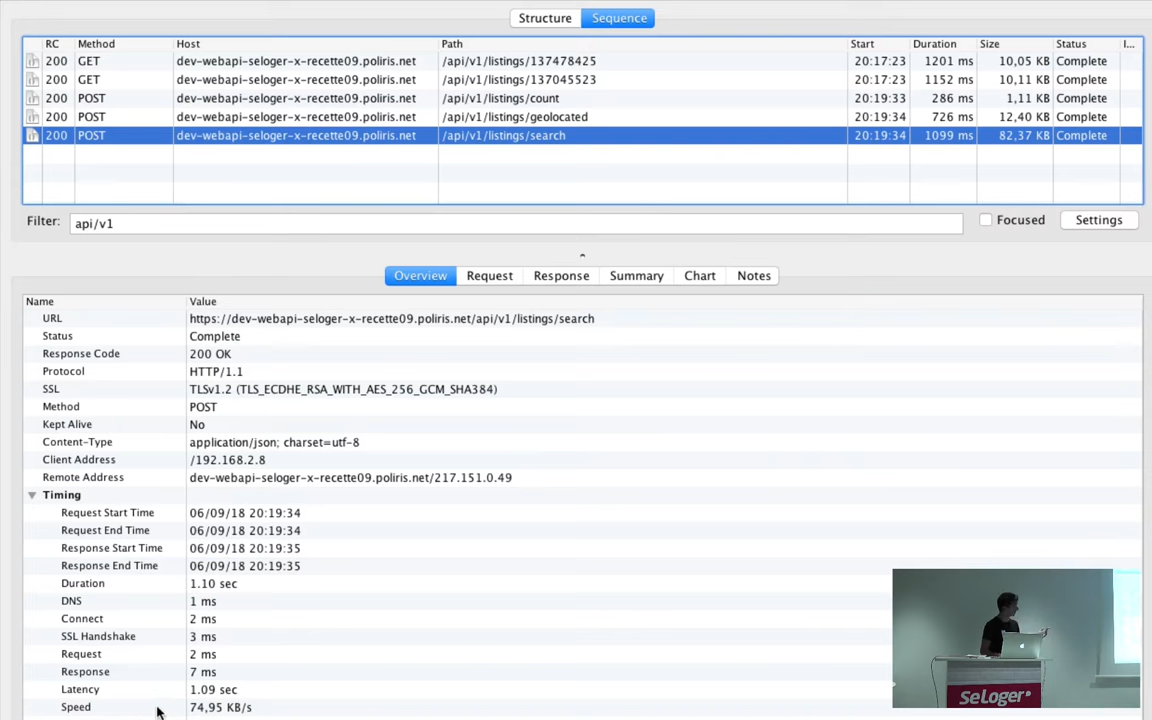 Structure Sequence
RC Method Host Path Start Duration Size Status I...
200 GET dev-webapi-seloger-x-recette09.poliris.net /api/v1/listings/137478425 20:17:23 1201 ms 10,05 KB Complete
200 GET dev-webapi-seloger-x-recette09.poliris.net /api/v1/listings/137045523 20:17:23 1152 ms 10,11 KB Complete
200 POST dev-webapi-seloger-x-recette09.poliris.net /api/v1/listings/count 20:19:33 286 ms 1,11 KB Complete
200 POST dev-webapi-seloger-x-recette09.poliris.net /api/v1/listings/geolocated 20:19:34 726 ms 12,40 KB Complete
200 POST dev-webapi-seloger-x-recette09.poliris.net /api/v1/listings/search 20:19:34 1099 ms 82,37 KB Complete
Filter: api/v1 Focused Settings
Overview Request Response Summary Chart Notes
Name Value
URL https://dev-webapi-seloger-x-recette09.poliris.net/api/v1/listings/search
Status Complete
Response Code 200 OK
Protocol HTTP/1.1
SSL TLSv1.2 (TLS_ECDHE_RSA_WITH_AES_256_GCM_SHA384)
Method POST
Kept Alive No
Content-Type application/json; charset=utf-8
Client Address /192.168.2.8
Remote Address dev-webapi-seloger-x-recette09.poliris.net/217.151.0.49
Timing
Request Start Time 06/09/18 20:19:34
Request End Time 06/09/18 20:19:34
Response Start Time 06/09/18 20:19:35
Response End Time 06/09/18 20:19:35
Duration 1.10 sec
DNS 1 ms
Connect 2 ms
SSL Handshake 3 ms
Request 2 ms
Response 7 ms
Latency 1.09 sec
Speed 74,95 KB/s
SeLoger